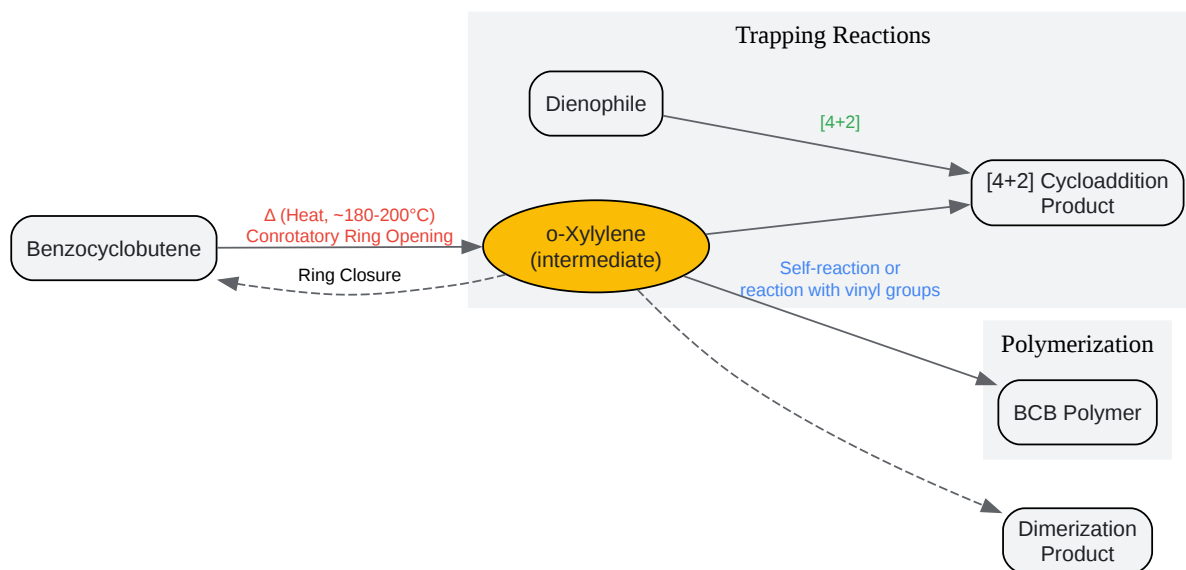 Trapping Reactions
Dienophile
[4+2]
[4+2] Cycloaddition
Product
Benzocyclobutene
Δ (Heat, ~180-200°C)
Conrotatory Ring Opening
o-Xylylene
(intermediate)
Ring Closure
Self-reaction or
reaction with vinyl groups
Polymerization
BCB Polymer
Dimerization
Product